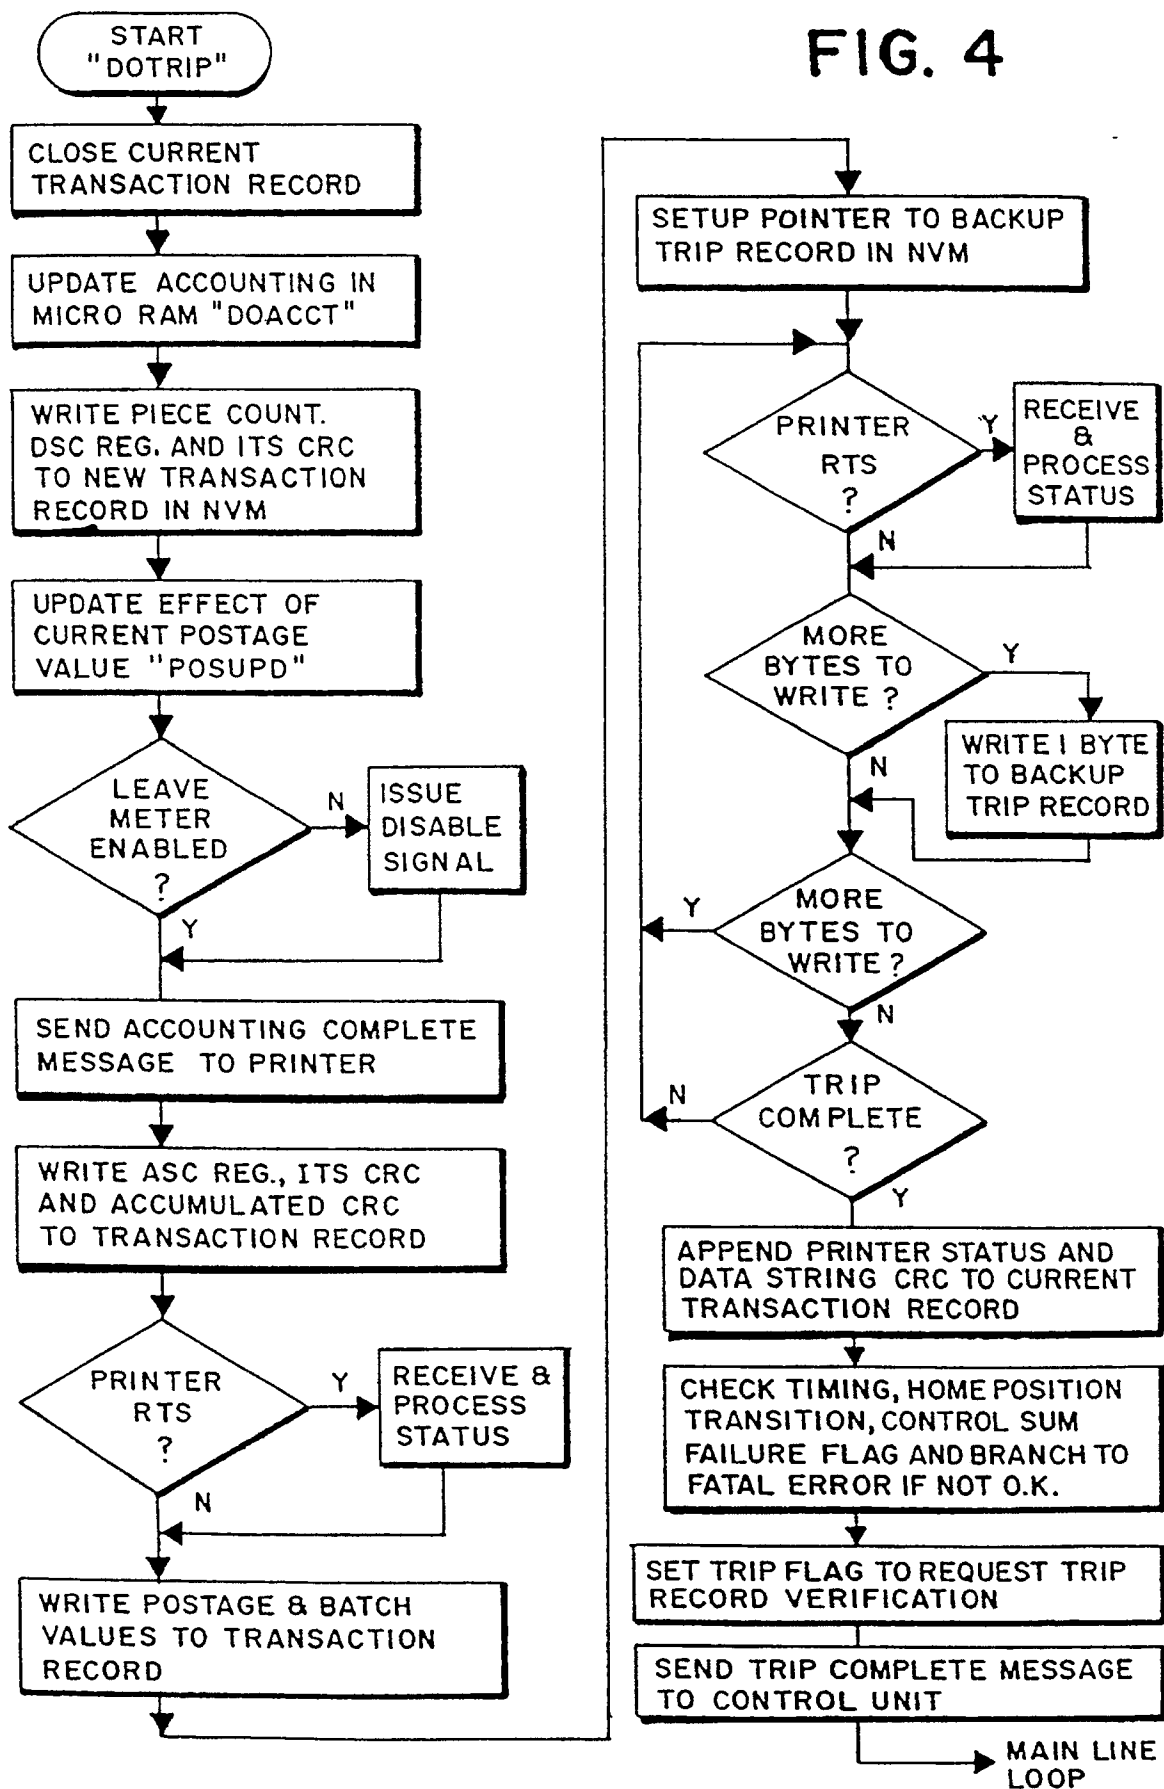 FIG. 4
START
"DOTRIP"
CLOSE CURRENT
TRANSACTION RECORD
UPDATE ACCOUNTING IN
MICRO RAM "DOACCT"
WRITE PIECE COUNT.
DSC REG. AND ITS CRC
TO NEW TRANSACTION
RECORD IN NVM
UPDATE EFFECT OF
CURRENT POSTAGE
VALUE "POSUPD"
LEAVE
METER
ENABLED
?
N
ISSUE
DISABLE
SIGNAL
Y
SEND ACCOUNTING COMPLETE
MESSAGE TO PRINTER
WRITE ASC REG., ITS CRC
AND ACCUMULATED CRC
TO TRANSACTION RECORD
PRINTER
RTS
?
Y
RECEIVE &
PROCESS
STATUS
N
WRITE POSTAGE & BATCH
VALUES TO TRANSACTION
RECORD
SETUP POINTER TO BACKUP
TRIP RECORD IN NVM
PRINTER
RTS
?
Y
RECEIVE
&
PROCESS
STATUS
N
MORE
BYTES TO
WRITE ?
Y
WRITE 1 BYTE
TO BACKUP
TRIP RECORD
N
MORE
BYTES TO
WRITE ?
Y
N
TRIP
COMPLETE
?
N
Y
APPEND PRINTER STATUS AND
DATA STRING CRC TO CURRENT
TRANSACTION RECORD
CHECK TIMING, HOME POSITION
TRANSITION, CONTROL SUM
FAILURE FLAG AND BRANCH TO
FATAL ERROR IF NOT O.K.
SET TRIP FLAG TO REQUEST TRIP
RECORD VERIFICATION
SEND TRIP COMPLETE MESSAGE
TO CONTROL UNIT
MAIN LINE
LOOP